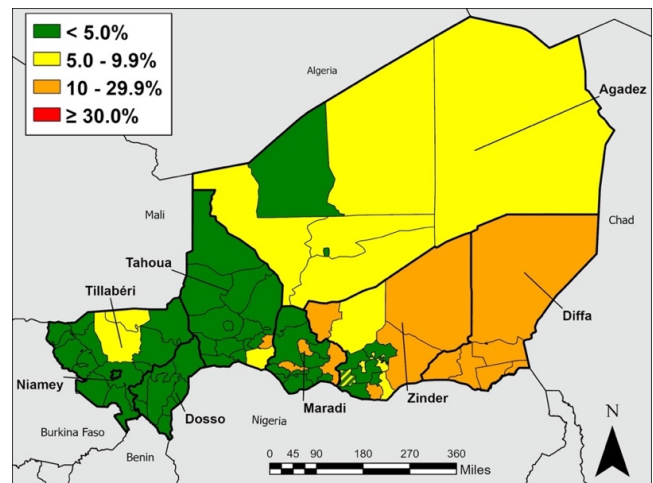 < 5.0%
5.0 - 9.9%
10 - 29.9%
≥ 30.0%
Algeria
Agadez
Mali
Chad
Tahoua
Tillabéri
Diffa
Niamey
Zinder
Maradi
Dosso
Nigeria
Burkina Faso
Benin
N
0 45 90 180 270 360
Miles